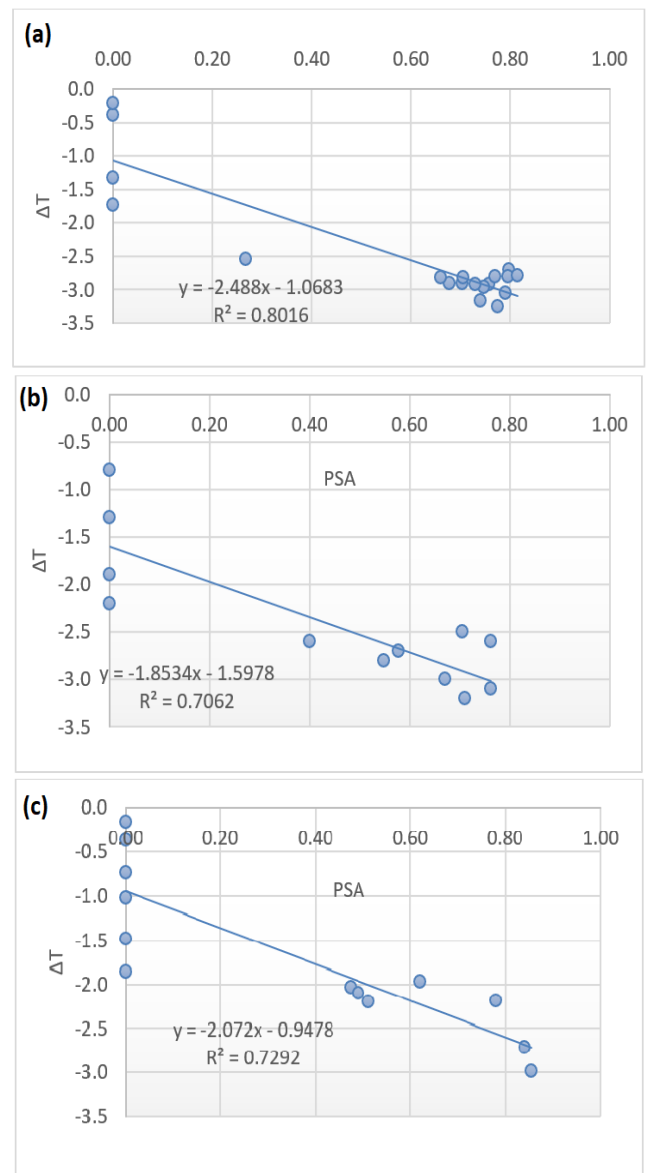 (a)
0.00 0.20 0.40 0.60 0.80 1.00
0.0
-0.5
-1.0
-1.5
-2.0
-2.5
-3.0
-3.5
ΔT
y = -2.488x - 1.0683
R² = 0.8016
(b)
0.0
0.00 0.20 0.40 0.60 0.80 1.00
-0.5
-1.0
-1.5
-2.0
-2.5
-3.0
-3.5
PSA
ΔT
y = -1.8534x - 1.5978
R² = 0.7062
(c)
0.0
0.00 0.20 0.40 0.60 0.80 1.00
-0.5
-1.0
-1.5
-2.0
-2.5
-3.0
-3.5
PSA
ΔT
y = -2.072x - 0.9478
R² = 0.7292